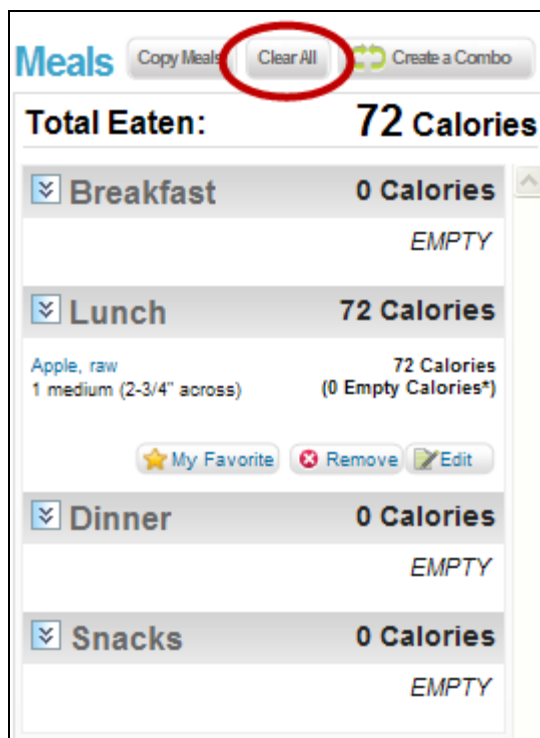 Meals Copy Meals Clear All Create a Combo
Total Eaten: 72 Calories
Breakfast 0 Calories
EMPTY
Lunch 72 Calories
Apple, raw 72 Calories
1 medium (2-3/4" across) (0 Empty Calories*)
My Favorite Remove Edit
Dinner 0 Calories
EMPTY
Snacks 0 Calories
EMPTY